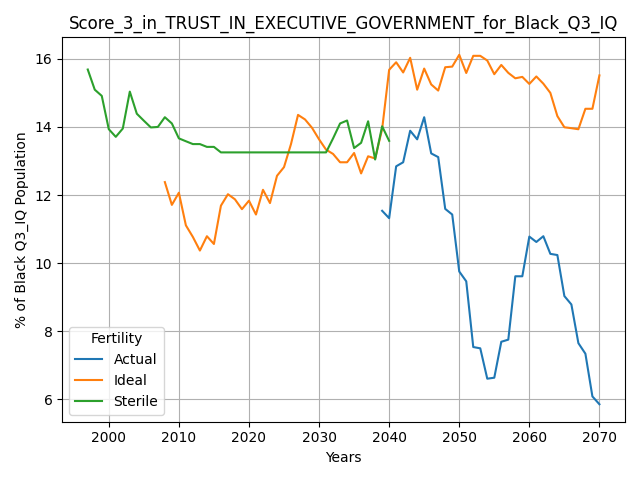 Score_3_in_TRUST_IN_EXECUTIVE_GOVERNMENT_for_Black_Q3_IQ
% of Black Q3_IQ Population
16
14
12
10
8
6
Fertility
Actual
Ideal
Sterile
2000 2010 2020 2030 2040 2050 2060 2070
Years